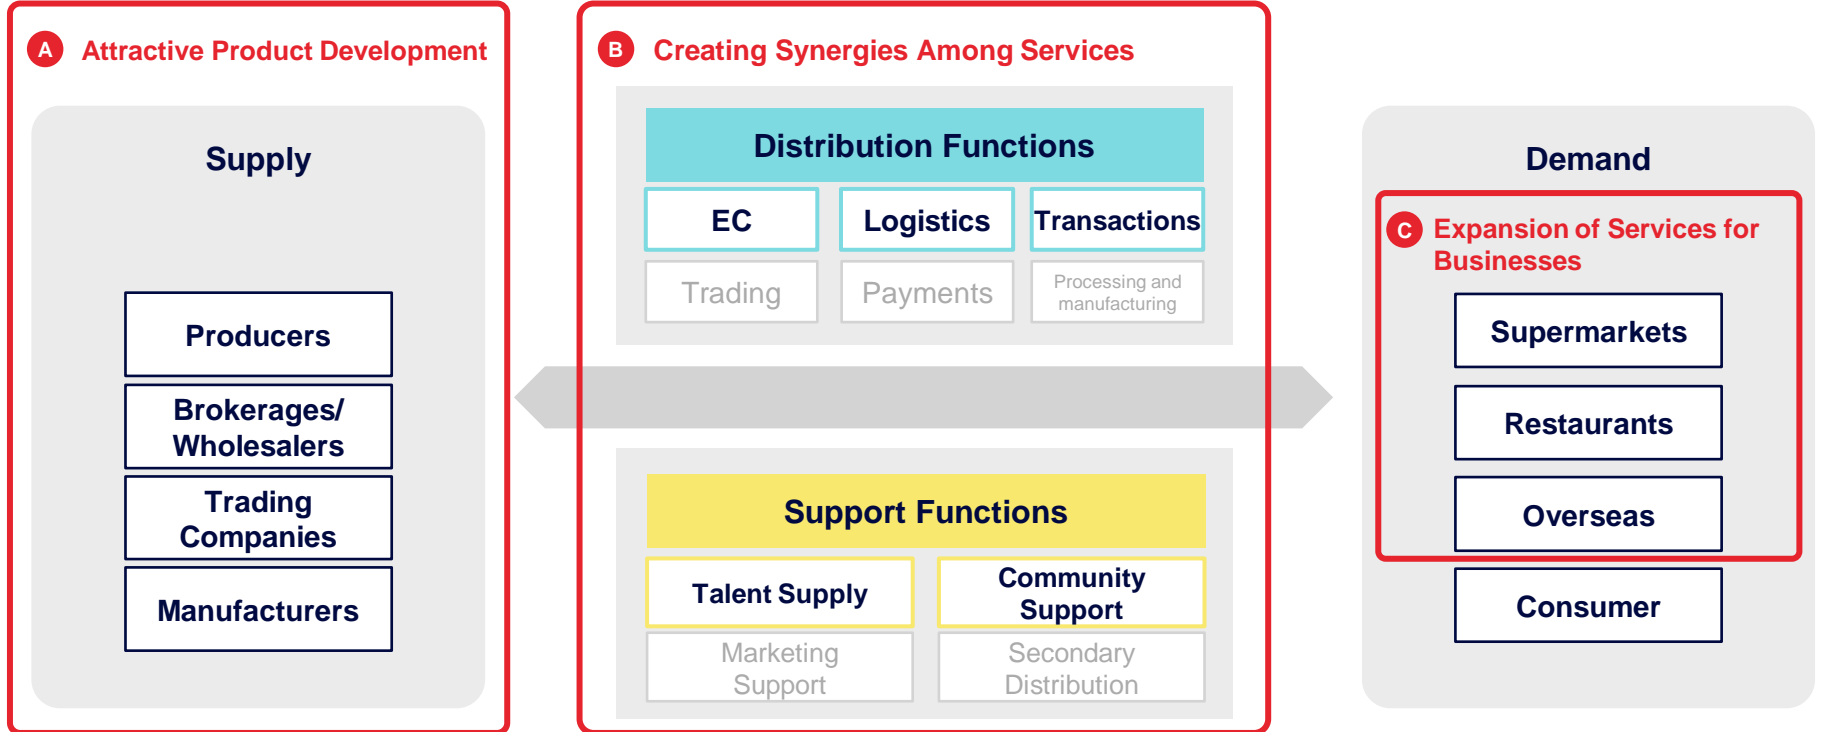 A Attractive Product Development
Supply
Producers
Brokerages/
Wholesalers
Trading
Companies
Manufacturers
B Creating Synergies Among Services
Distribution Functions
EC
Logistics
Transactions
Trading
Payments
Processing and
manufacturing
Support Functions
Talent Supply
Community
Support
Marketing
Support
Secondary
Distribution
Demand
C Expansion of Services for
Businesses
Supermarkets
Restaurants
Overseas
Consumer